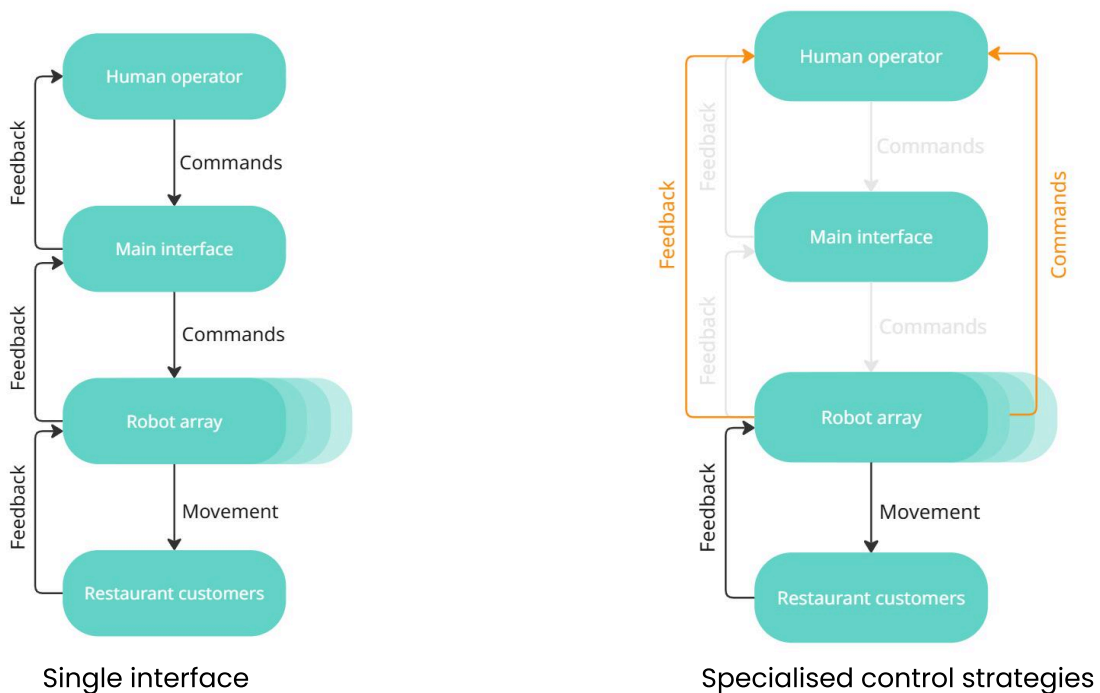 Human operator
Feedback
Commands
Main interface
Feedback
Commands
Robot array
Feedback
Movement
Restaurant customers
Single interface
Human operator
Feedback
Commands
Feedback
Commands
Main interface
Feedback
Commands
Robot array
Feedback
Movement
Restaurant customers
Specialised control strategies